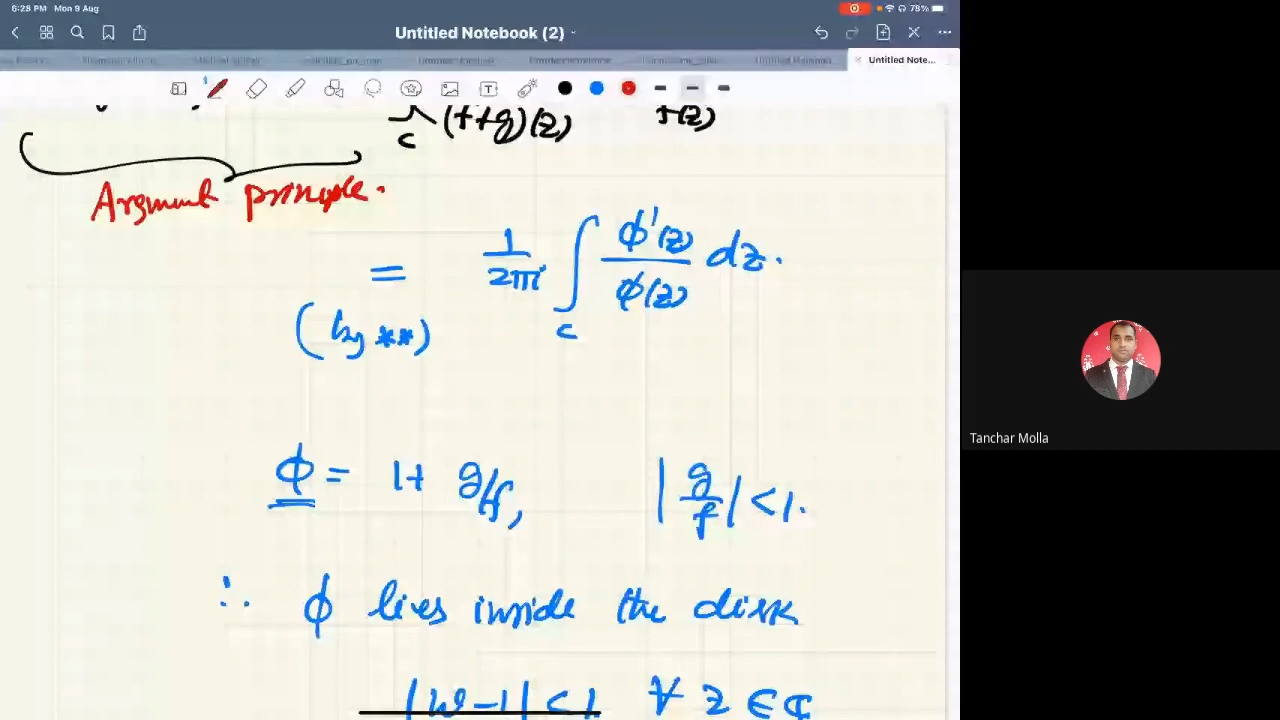 6:28 PM Mon 9 Aug
78%
Untitled Notebook (2)
Untitled Note...
(f+g)(z) f(z)
c
Argument principle.
= 1/2πi ∫ φ'(z)/φ(z) dz.
c
(by **)
φ = 1+ g/f, |g/f| < 1.
∴ φ lies inside the disk
|w-1| < 1 ∀ z ∈ C
Tanchar Molla